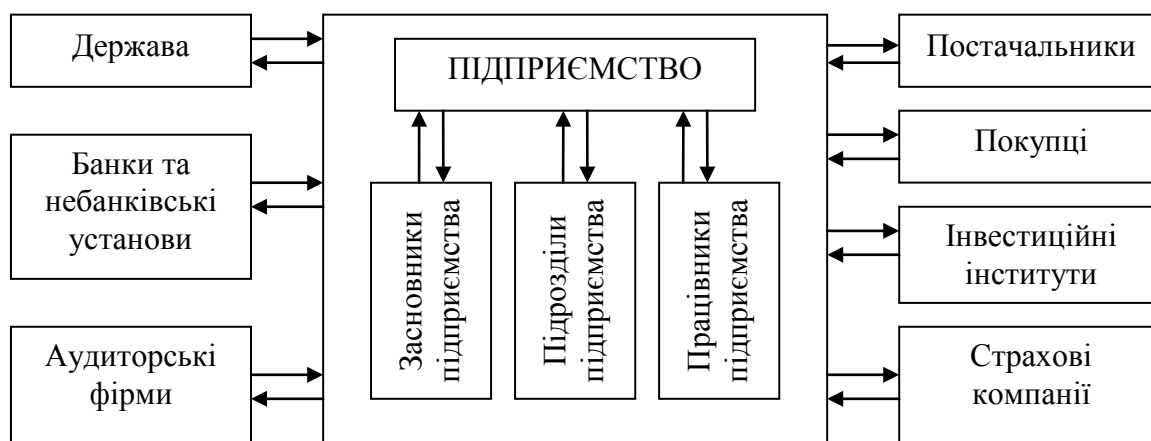 Держава
Банки та
небанківські
установи
Аудиторські
фірми
ПІДПРИЄМСТВО
Засновники
підприємства
Підрозділи
підприємства
Працівники
підприємства
Постачальники
Покупці
Інвестиційні
інститути
Страхові
компанії